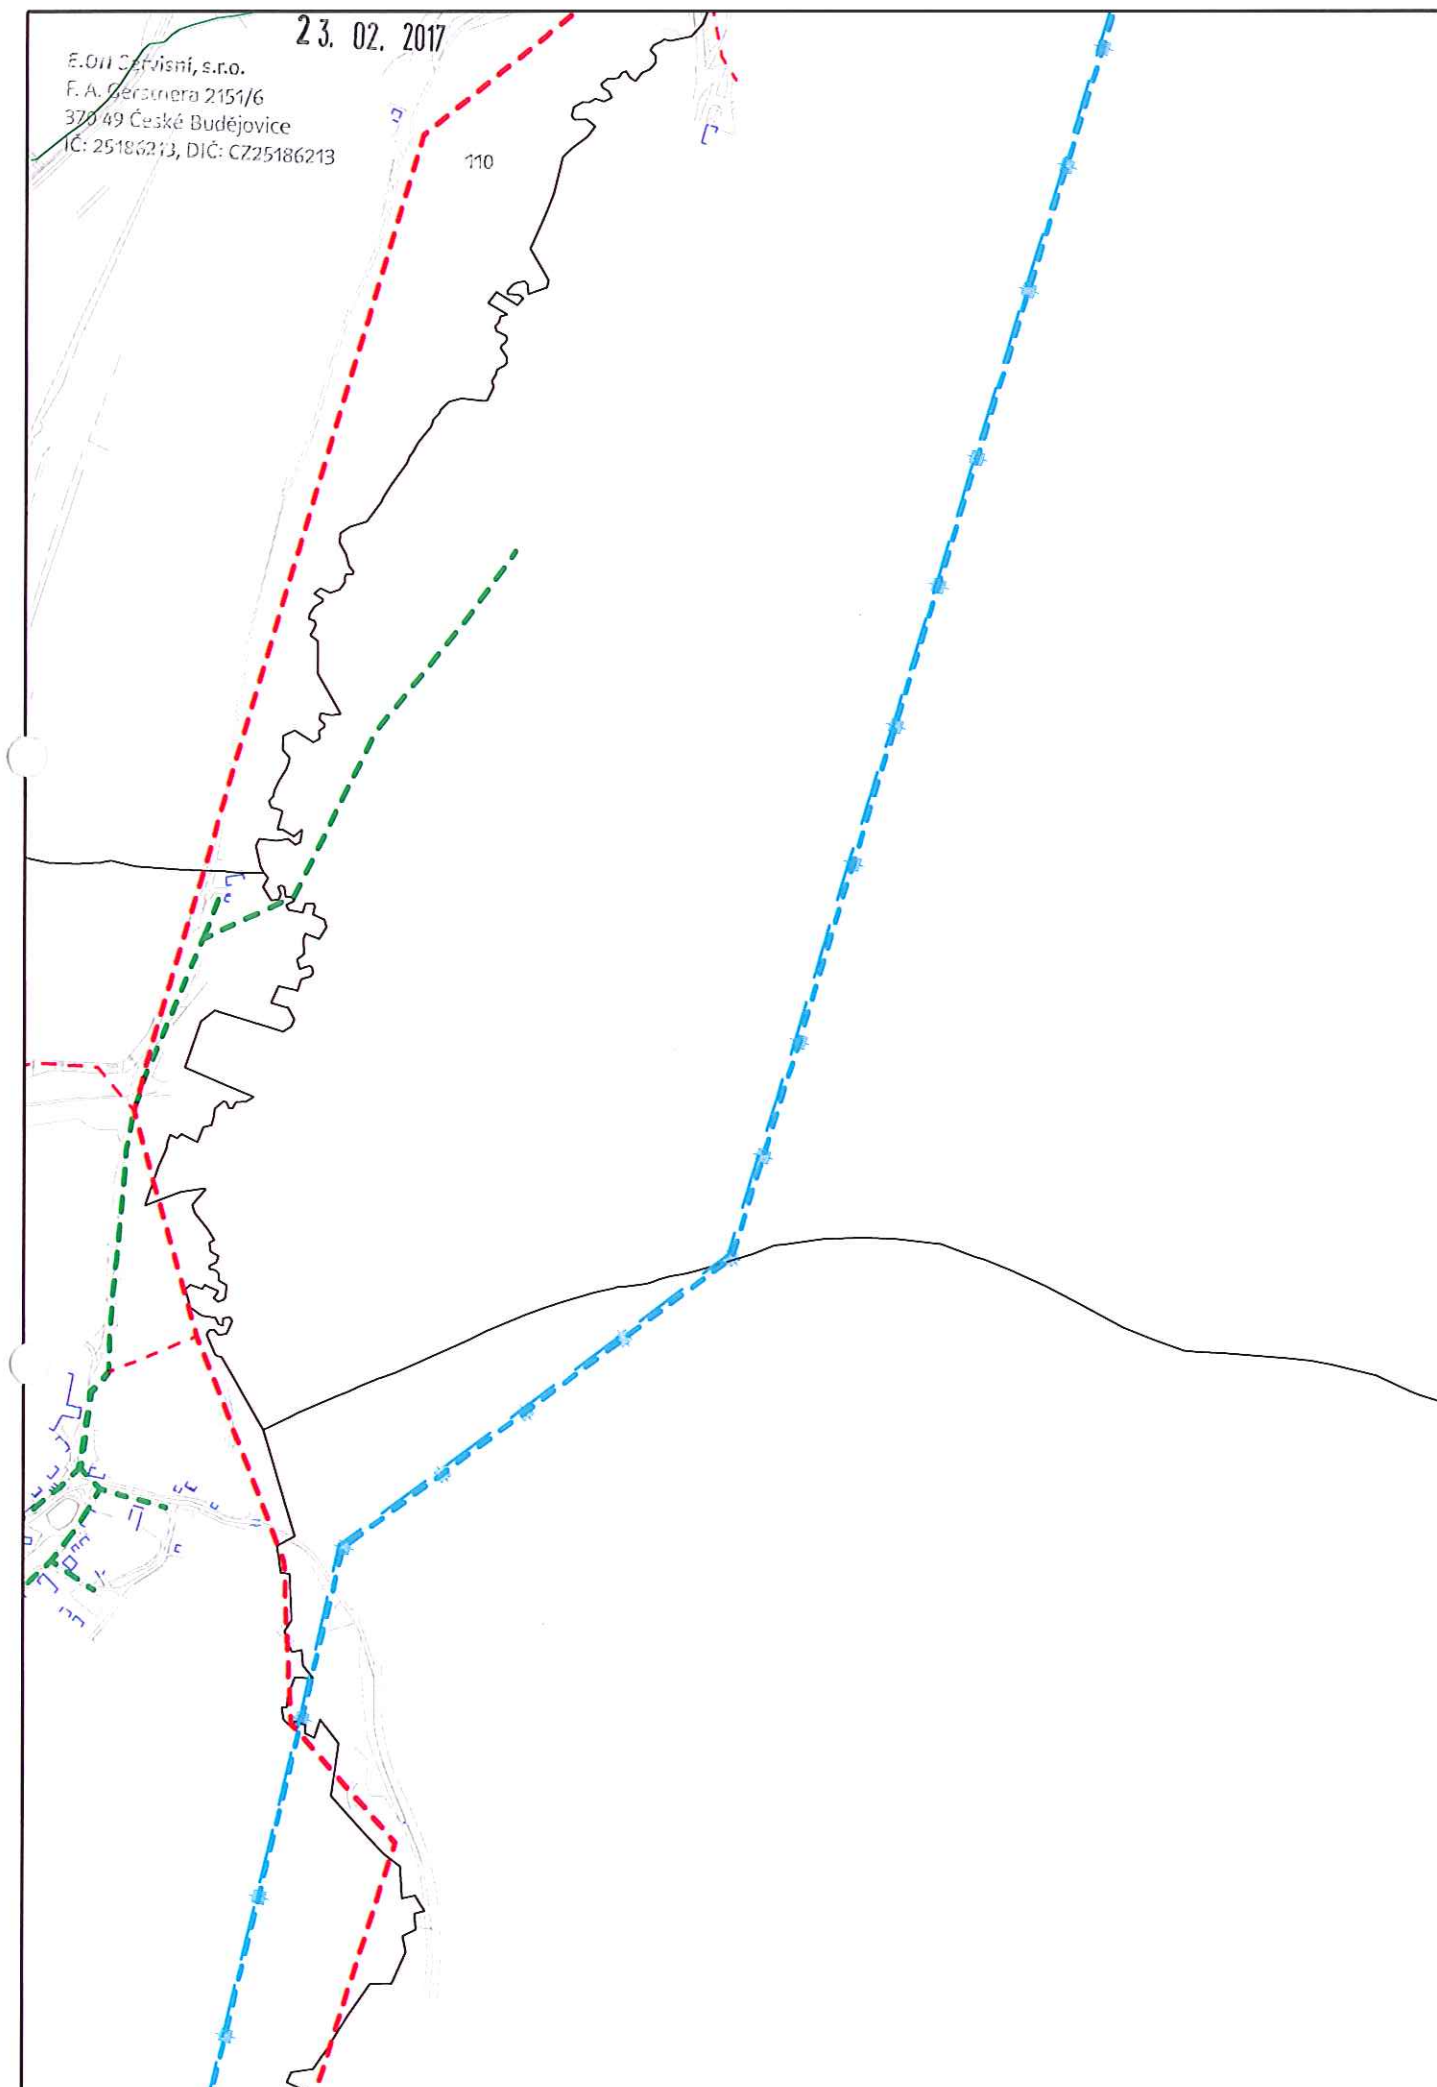 23. 02. 2017
E.ON Servisní, s.r.o.
F. A. Gerstnera 2151/6
370 49 České Budějovice
IČ: 25186213, DIČ: CZ25186213
110